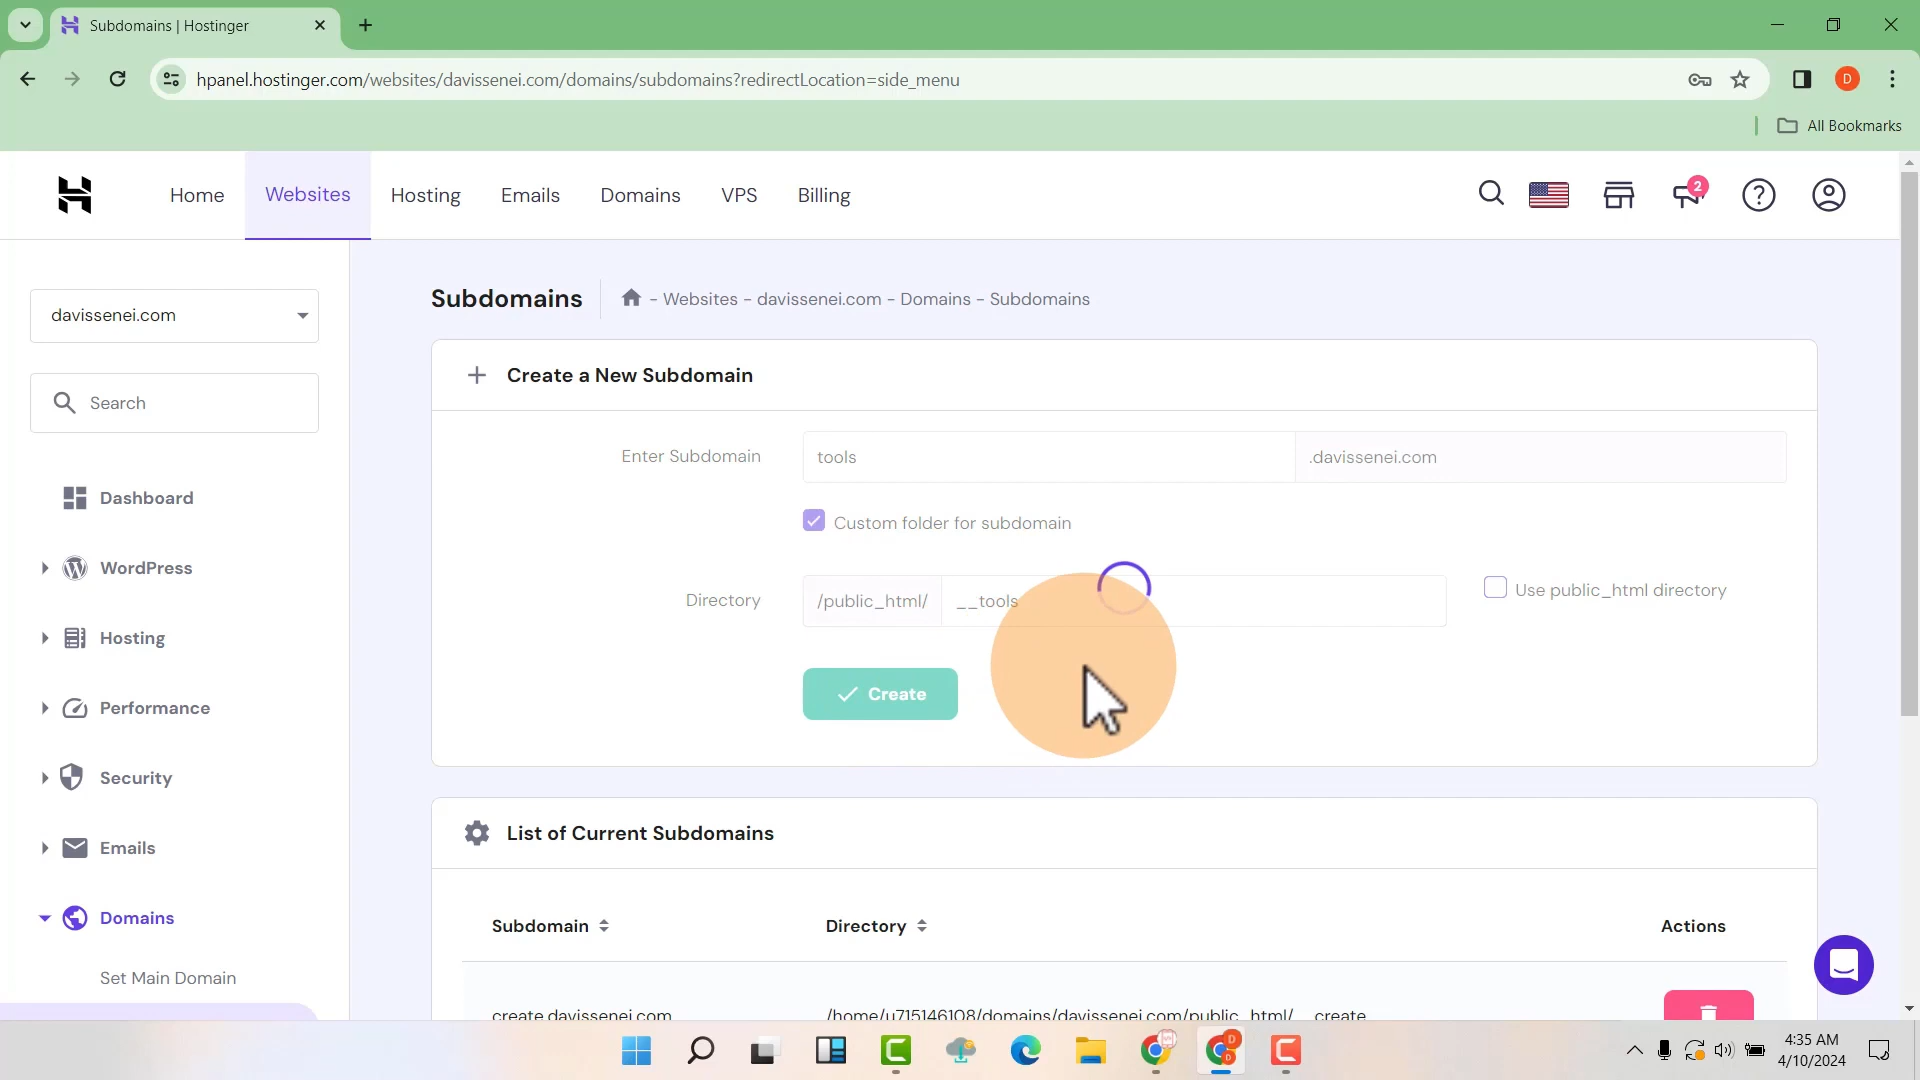 Subdomains | Hostinger
hpanel.hostinger.com/websites/davissenei.com/domains/subdomains?redirectLocation=side_menu
D
All Bookmarks
Home
Websites
Hosting
Emails
Domains
VPS
Billing
2
davissenei.com
Search
Dashboard
WordPress
Hosting
Performance
Security
Emails
Domains
Set Main Domain
Subdomains
- Websites - davissenei.com - Domains - Subdomains
Create a New Subdomain
Enter Subdomain
tools
.davissenei.com
Custom folder for subdomain
Directory
/public_html/
__tools
Use public_html directory
Create
List of Current Subdomains
Subdomain
Directory
Actions
create.davissenei.com
/home/u715146108/domains/davissenei.com/public_html/__create
4:35 AM
4/10/2024